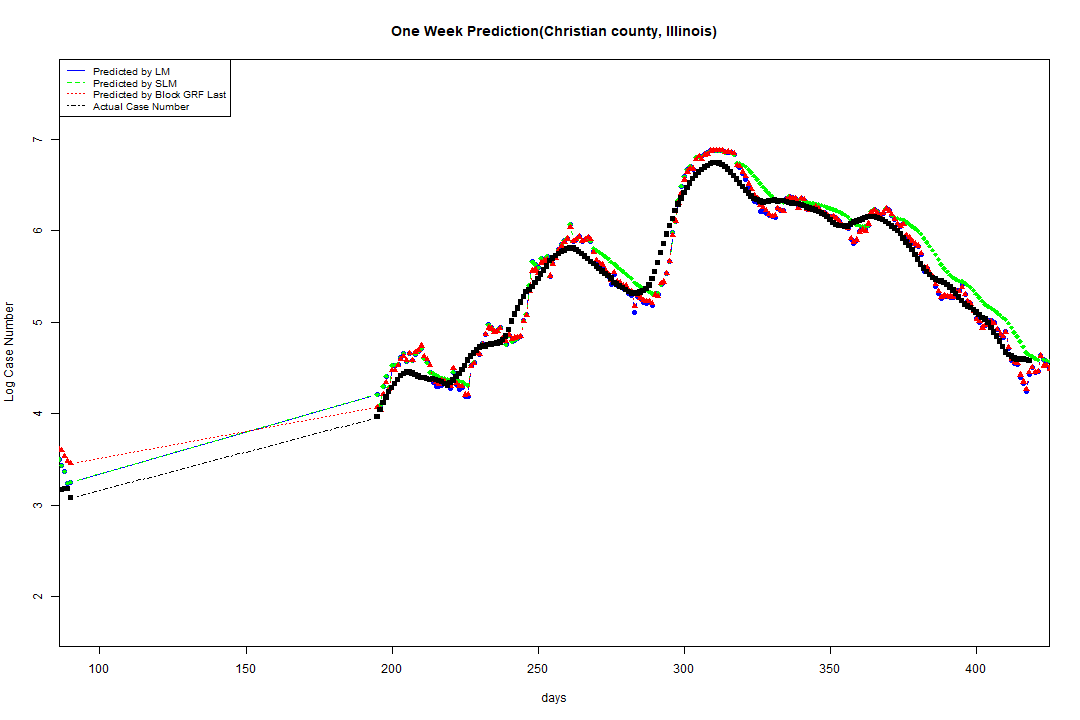 One Week Prediction(Christian county, Illinois)
Predicted by LM
Predicted by SLM
Predicted by Block GRF Last
Actual Case Number
7
6
5
4
3
2
Log Case Number
100 150 200 250 300 350 400
days